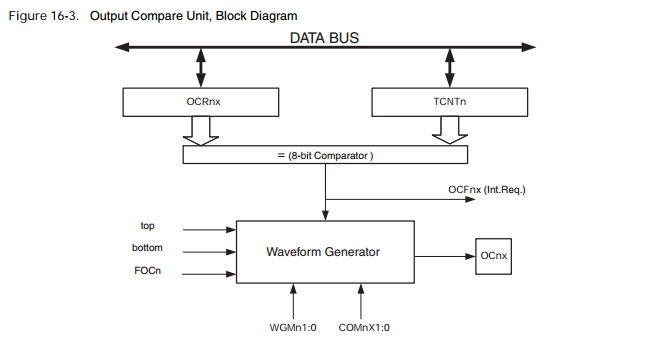 Figure 16-3. Output Compare Unit, Block Diagram
DATA BUS
OCRnx
TCNTn
= (8-bit Comparator )
OCFnx (Int.Req.)
top
bottom
FOCn
Waveform Generator
OCnx
WGMn1:0
COMnX1:0